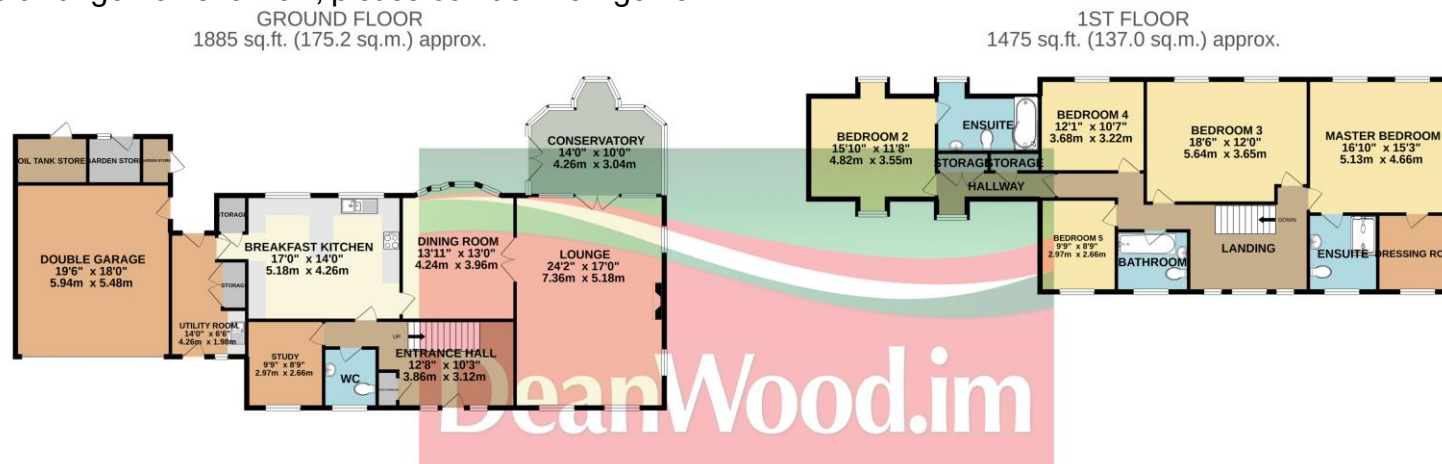 GROUND FLOOR
1885 sq.ft. (175.2 sq.m.) approx.
1ST FLOOR
1475 sq.ft. (137.0 sq.m.) approx.
OIL TANK STORE
GARDEN STORE
DOUBLE GARAGE
19'6" x 18'0"
5.94m x 5.48m
STORAGE
STORAGE
UTILITY ROOM
14'0" x 6'6"
4.26m x 1.98m
BREAKFAST KITCHEN
17'0" x 14'0"
5.18m x 4.26m
DINING ROOM
13'11" x 13'0"
4.24m x 3.96m
CONSERVATORY
14'0" x 10'0"
4.26m x 3.04m
LOUNGE
24'2" x 17'0"
7.36m x 5.18m
STUDY
9'9" x 8'9"
2.97m x 2.66m
WC
UP
ENTRANCE HALL
12'8" x 10'3"
3.86m x 3.12m
BEDROOM 2
15'10" x 11'8"
4.82m x 3.55m
ENSUITE
STORAGE
STORAGE
HALLWAY
BEDROOM 4
12'1" x 10'7"
3.68m x 3.22m
BEDROOM 3
18'6" x 12'0"
5.64m x 3.65m
MASTER BEDROOM
16'10" x 15'3"
5.13m x 4.66m
BEDROOM 5
9'9" x 8'9"
2.97m x 2.66m
BATHROOM
DOWN
LANDING
ENSUITE
DRESSING RO
DeanWood.im